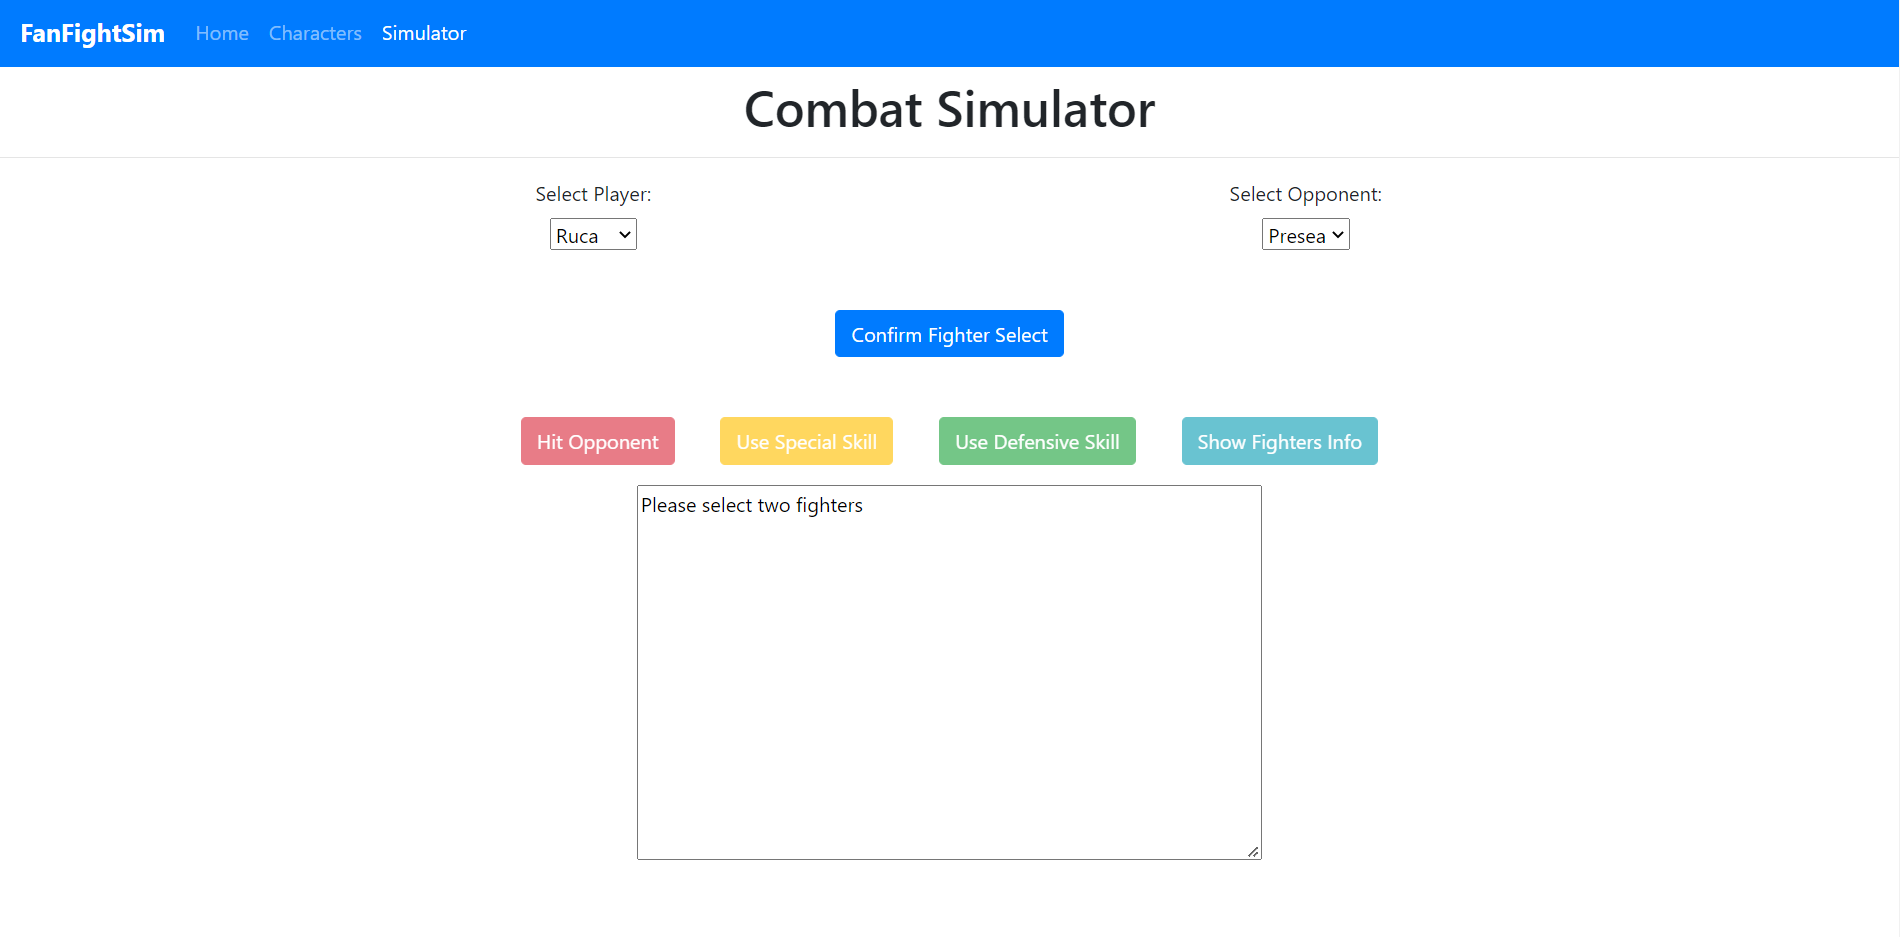 FanFightSim Home Characters Simulator
Combat Simulator
Select Player: Select Opponent:
Ruca Presea
Confirm Fighter Select
Hit Opponent Use Special Skill Use Defensive Skill Show Fighters Info
Please select two fighters